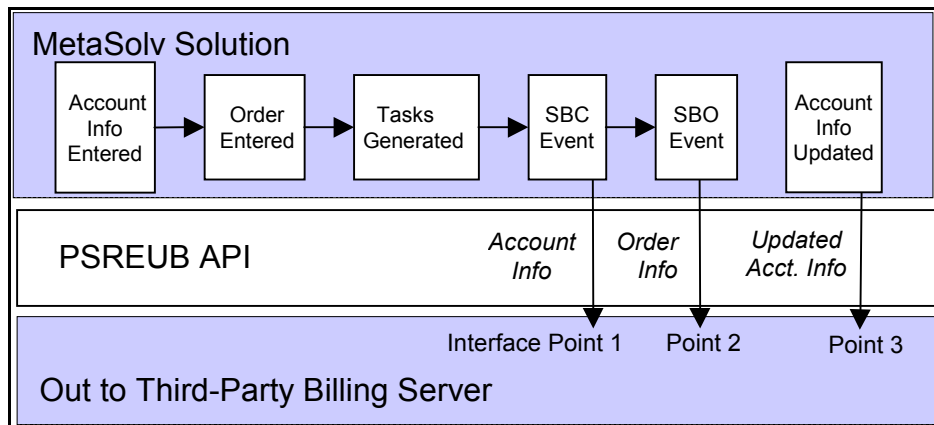 MetaSolv Solution
Account
Info
Entered
Order
Entered
Tasks
Generated
SBC
Event
SBO
Event
Account
Info
Updated
PSREUB API
Account
Info
Order
Info
Updated
Acct. Info
Interface Point 1
Point 2
Point 3
Out to Third-Party Billing Server